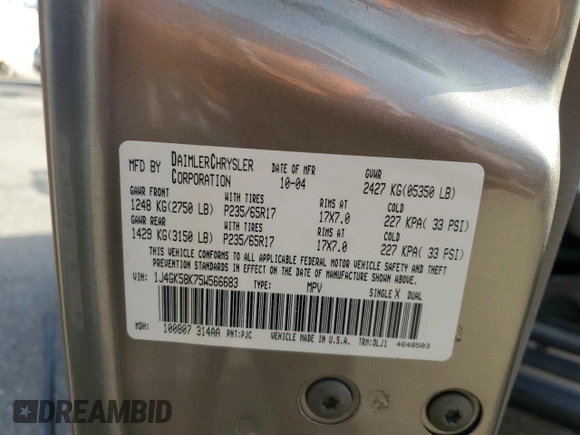 MFD BY DAIMLERCHRYSLER CORPORATION DATE OF MFR 10-04 GVWR 2427 KG(05350 LB)
GAWR FRONT WITH TIRES RIMS AT COLD
1248 KG(2750 LB) P235/65R17 17X7.0 227 KPA( 33 PSI)
GAWR REAR WITH TIRES RIMS AT COLD
1429 KG(3150 LB) P235/65R17 17X7.0 227 KPA( 33 PSI)
THIS VEHICLE CONFORMS TO ALL APPLICABLE FEDERAL MOTOR VEHICLE SAFETY AND THEFT
PREVENTION STANDARDS IN EFFECT ON THE DATE OF MANUFACTURE SHOWN ABOVE.
VIN: 1J4GK58K75W566683 TYPE: MPV SINGLE X DUAL
MDH: 100807 314AA PNT:PJC VEHICLE MADE IN U.S.A. TRM:DLJ1 4648503
DREAMBID